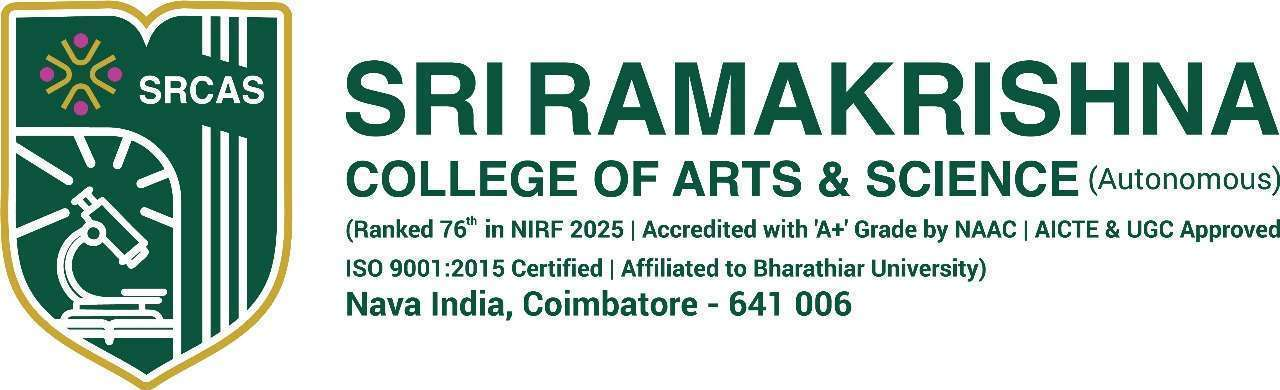 SRCAS
SRI RAMAKRISHNA
COLLEGE OF ARTS & SCIENCE (Autonomous)
(Ranked 76th in NIRF 2025 | Accredited with 'A+' Grade by NAAC | AICTE & UGC Approved
ISO 9001:2015 Certified | Affiliated to Bharathiar University)
Nava India, Coimbatore - 641 006